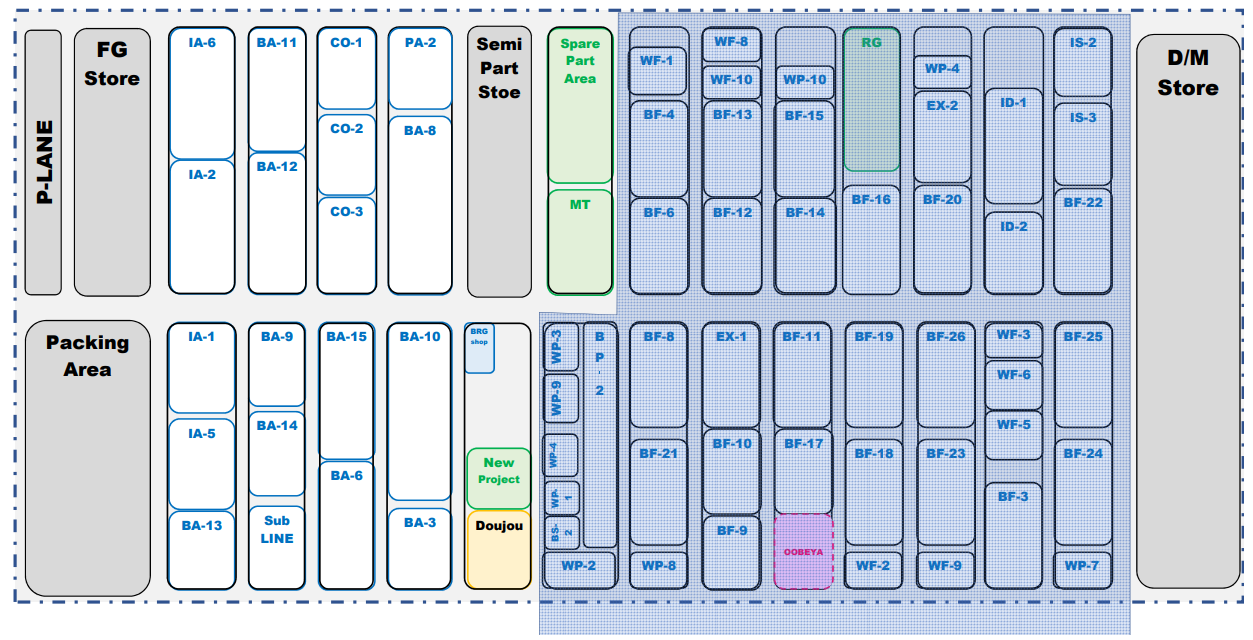 P-LANE
FG
Store
IA-6
IA-2
BA-11
BA-12
CO-1
CO-2
CO-3
PA-2
BA-8
Semi
Part
Stoe
Spare
Part
Area
MT
WF-1
BF-4
BF-6
WF-8
WF-10
BF-13
BF-12
WP-10
BF-15
BF-14
RG
BF-16
WP-4
EX-2
BF-20
ID-1
ID-2
IS-2
IS-3
BF-22
D/M
Store
Packing
Area
IA-1
IA-5
BA-13
BA-9
BA-14
Sub
LINE
BA-15
BA-6
BA-10
BA-3
BRG
shop
New
Project
Doujou
WP-3
WP-9
WP-4
WP-
1
BS-
2
WP-2
B
P
-
2
BF-8
BF-21
WP-8
EX-1
BF-10
BF-9
BF-11
BF-17
OOBEYA
BF-19
BF-18
WF-2
BF-26
BF-23
WF-9
WF-3
WF-6
WF-5
BF-3
BF-25
BF-24
WP-7